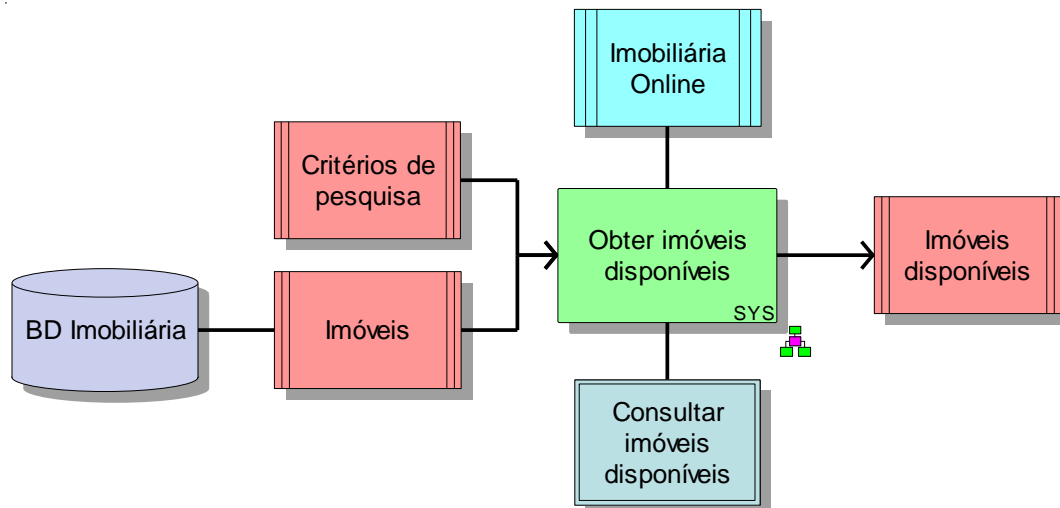 Imobiliária
Online
Critérios de
pesquisa
Obter imóveis
disponíveis
SYS
Imóveis
disponíveis
BD Imobiliária
Imóveis
Consultar
imóveis
disponíveis